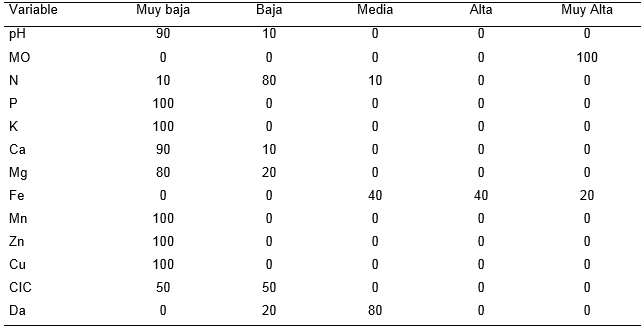 Variable Muy baja Baja Media Alta Muy Alta
pH 90 10 0 0 0
MO 0 0 0 0 100
N 10 80 10 0 0
P 100 0 0 0 0
K 100 0 0 0 0
Ca 90 10 0 0 0
Mg 80 20 0 0 0
Fe 0 0 40 40 20
Mn 100 0 0 0 0
Zn 100 0 0 0 0
Cu 100 0 0 0 0
CIC 50 50 0 0 0
Da 0 20 80 0 0